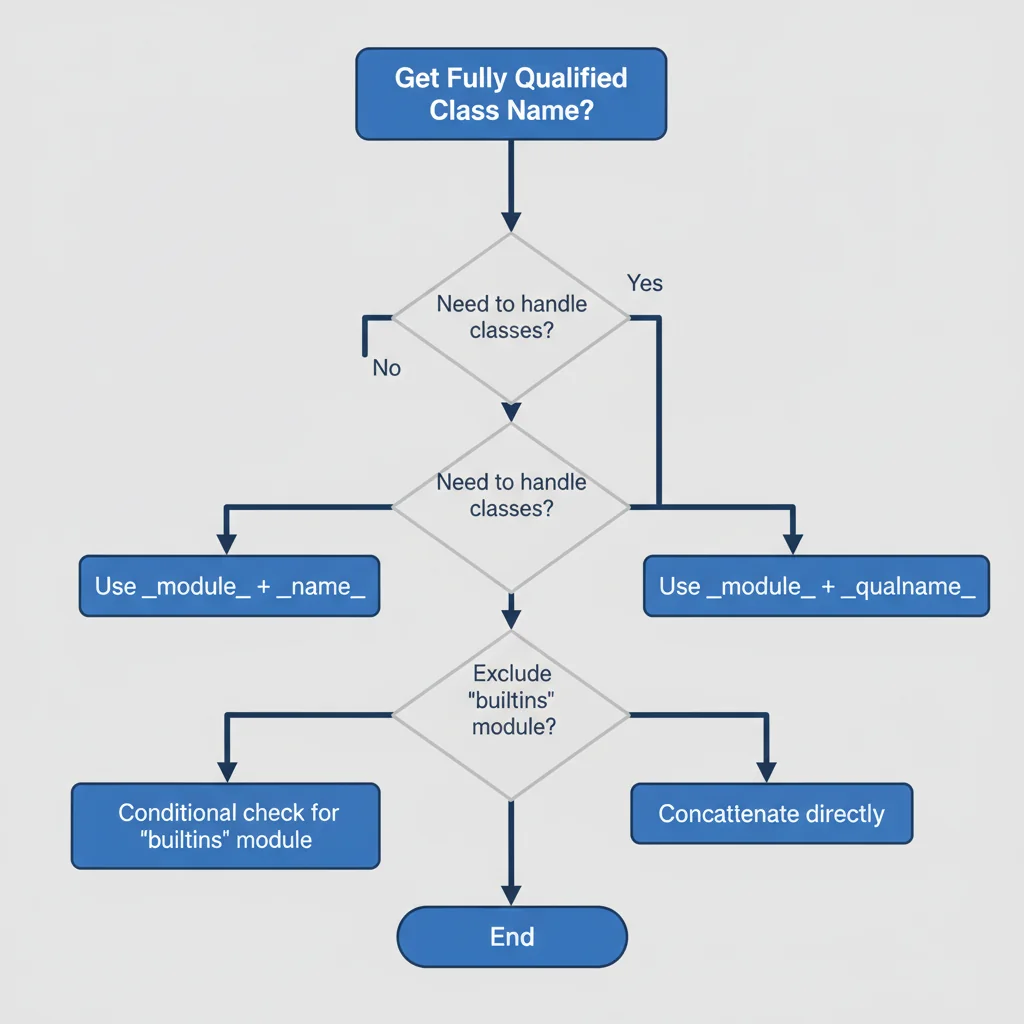 Get Fully Qualified
Class Name?
Need to handle
classes?
Yes
No
Need to handle
classes?
Use _module_ + _name_
Use _module_ + _qualname_
Exclude
"builtins"
module?
Conditional check for
"builtins" module
Concattenate directly
End